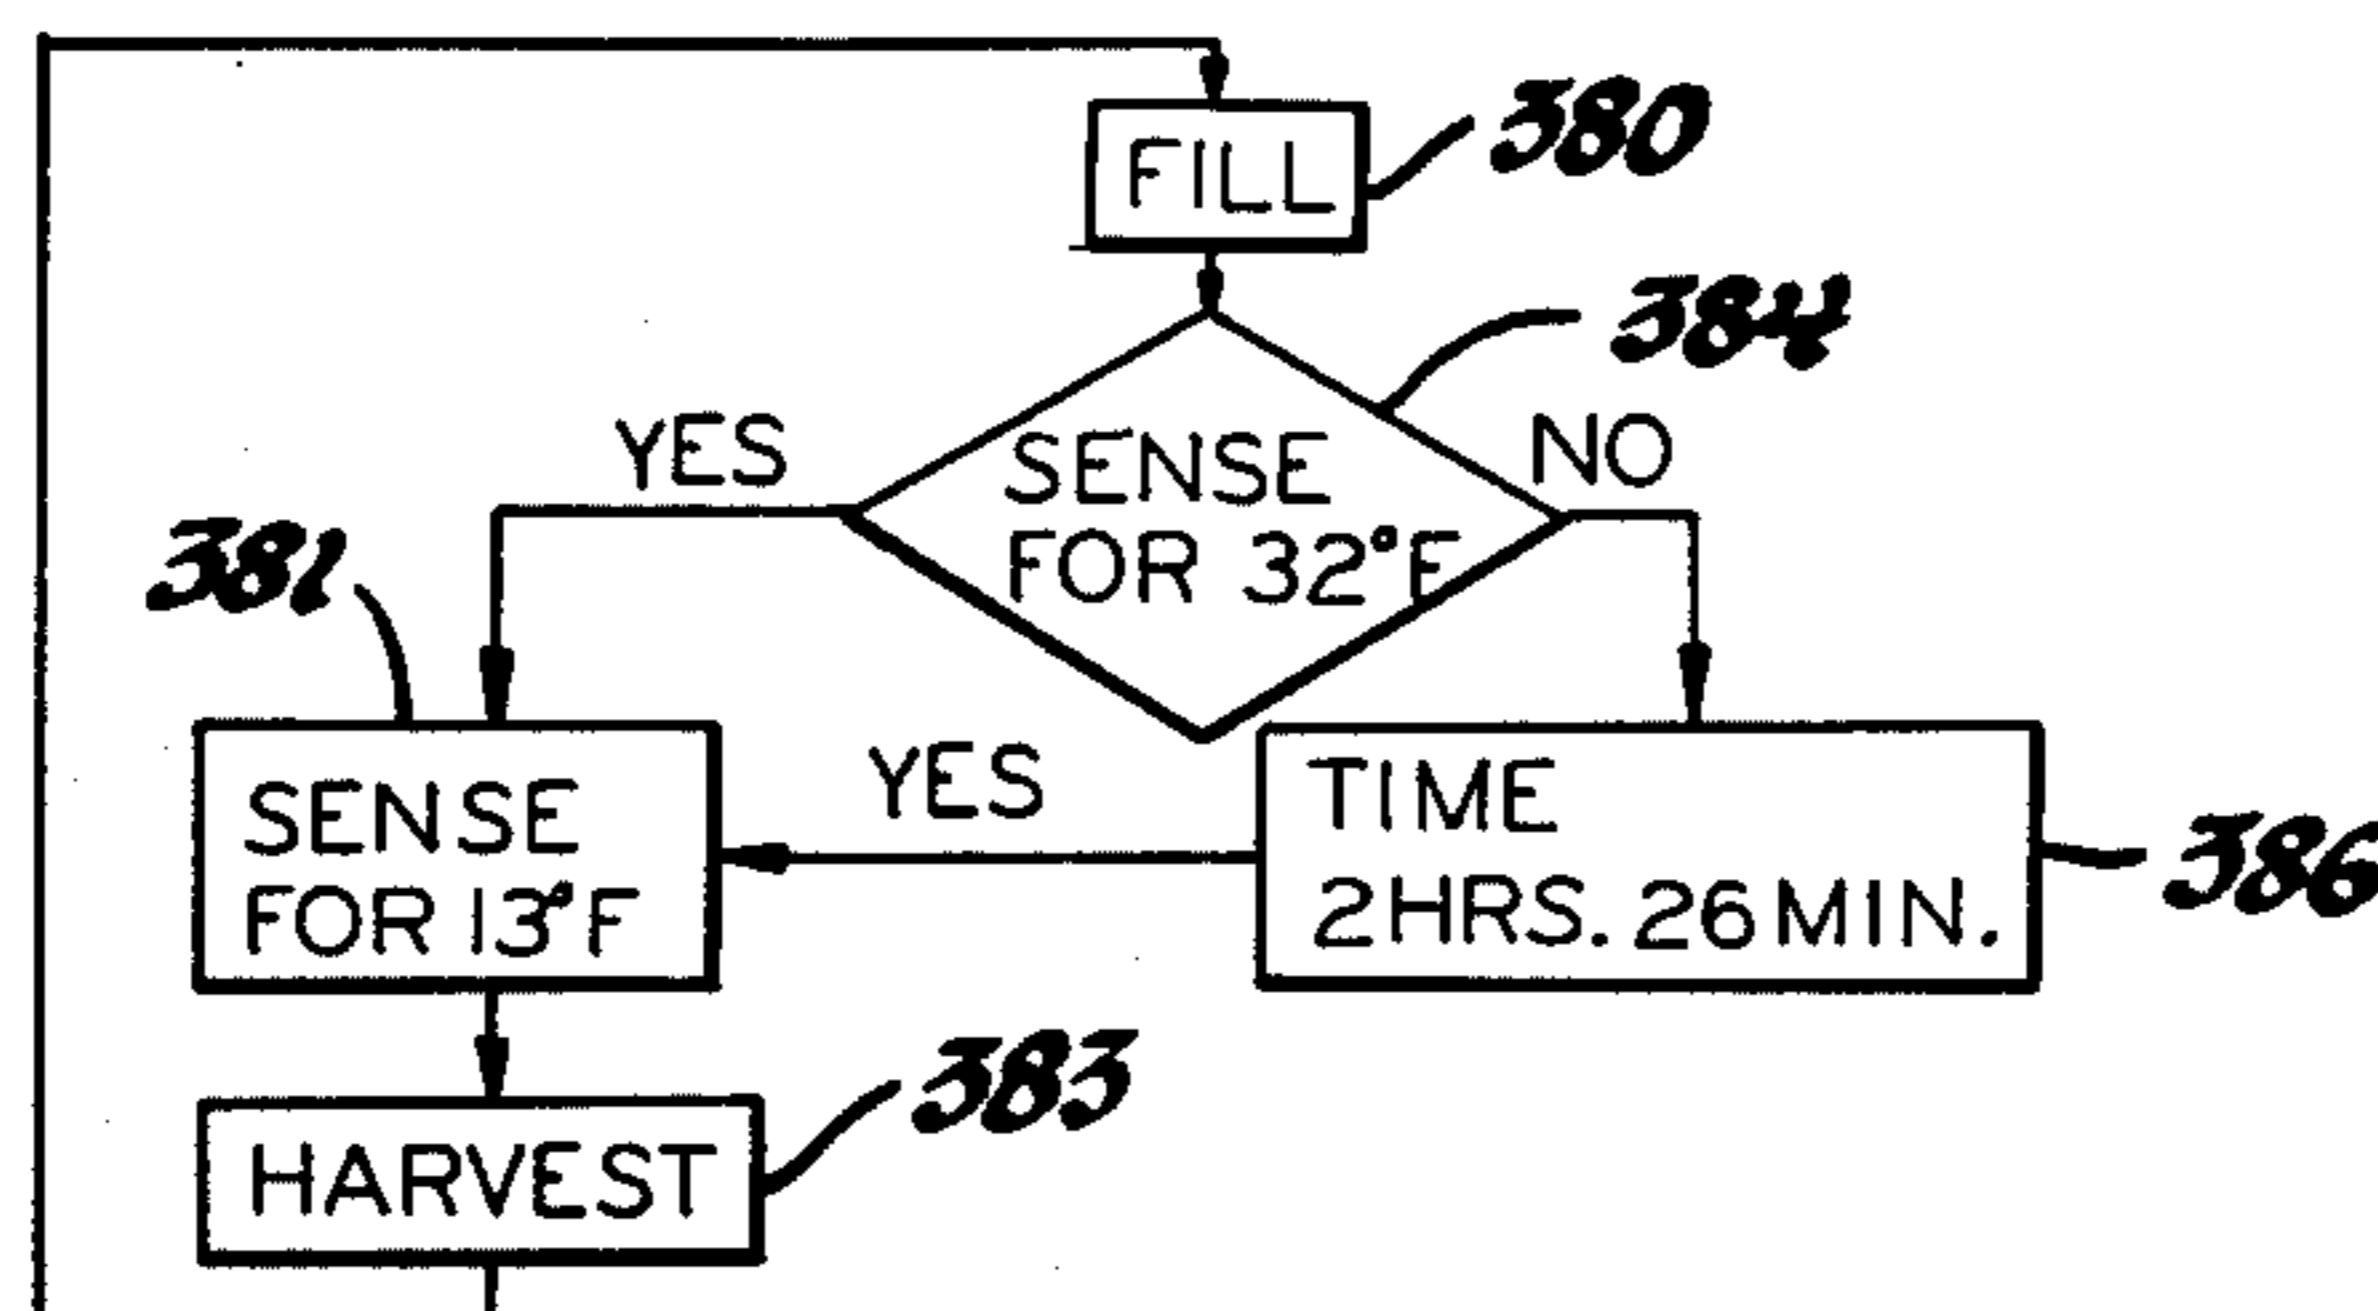 FILL
380
384
YES
NO
SENSE
FOR 32°F
381
SENSE
FOR 13°F
YES
TIME
2HRS. 26 MIN.
386
HARVEST
383